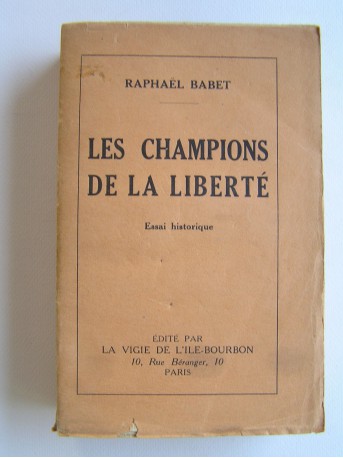 RAPHAËL BABET
LES CHAMPIONS
DE LA LIBERTÉ
Essai historique
ÉDITÉ PAR
LA VIGIE DE L'ILE-BOURBON
10, Rue Béranger, 10
PARIS